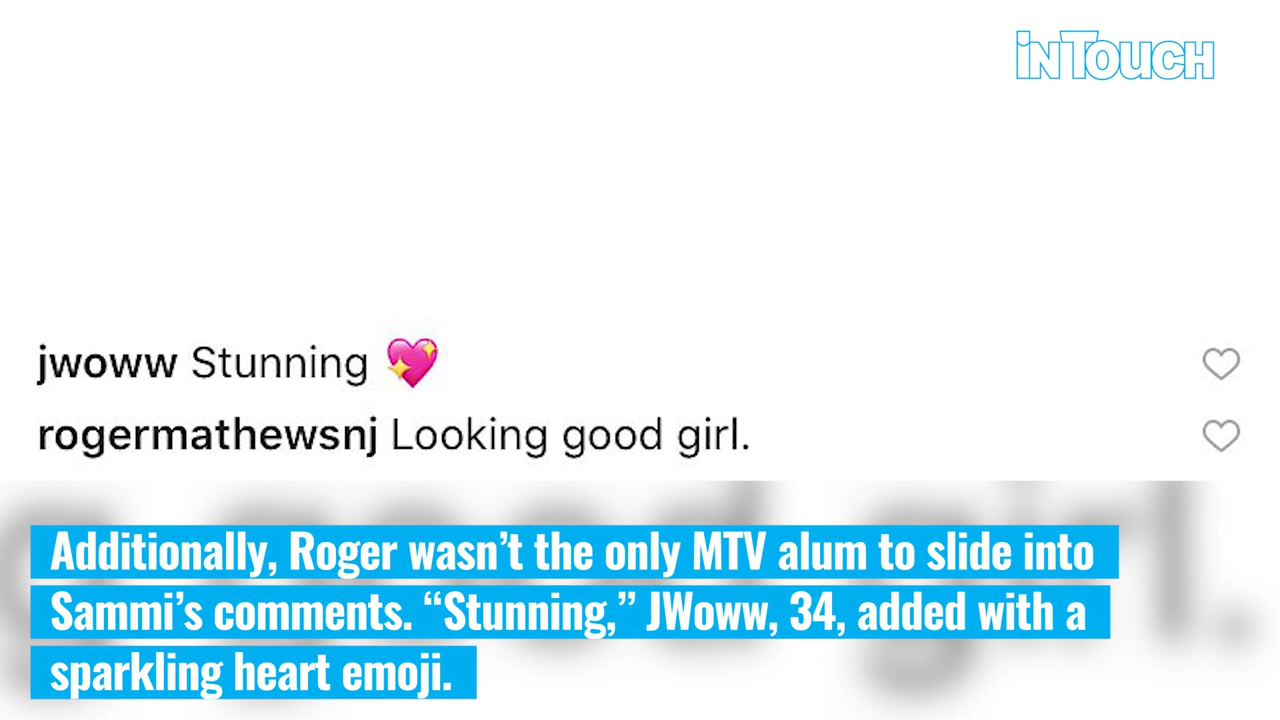 inTouch
jwoww Stunning 💖
rogermathewsnj Looking good girl.
Additionally, Roger wasn’t the only MTV alum to slide into
Sammi’s comments. “Stunning,” JWoww, 34, added with a
sparkling heart emoji.